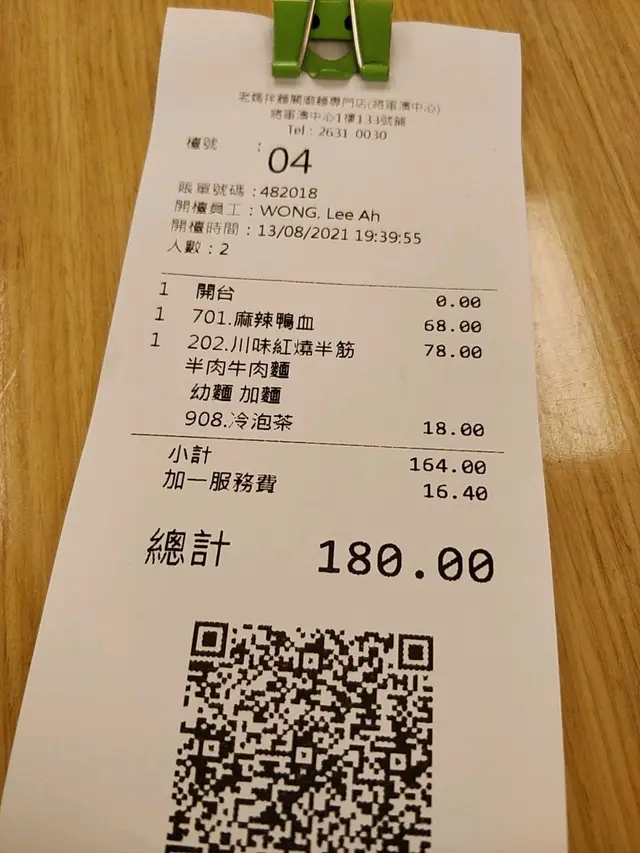 老媽拌麵關廟麵專門店(將軍澳中心)
將軍澳中心1樓133號舖
Tel : 2631 0030
檯號 : 04
賬單號碼 : 482018
開檯員工 : WONG, Lee Ah
開檯時間 : 13/08/2021 19:39:55
人數 : 2
1 開台 0.00
1 701.麻辣鴨血 68.00
1 202.川味紅燒半筋 78.00
半肉牛肉麵
幼麵 加麵
908.冷泡茶 18.00
小計 164.00
加一服務費 16.40
總計 180.00